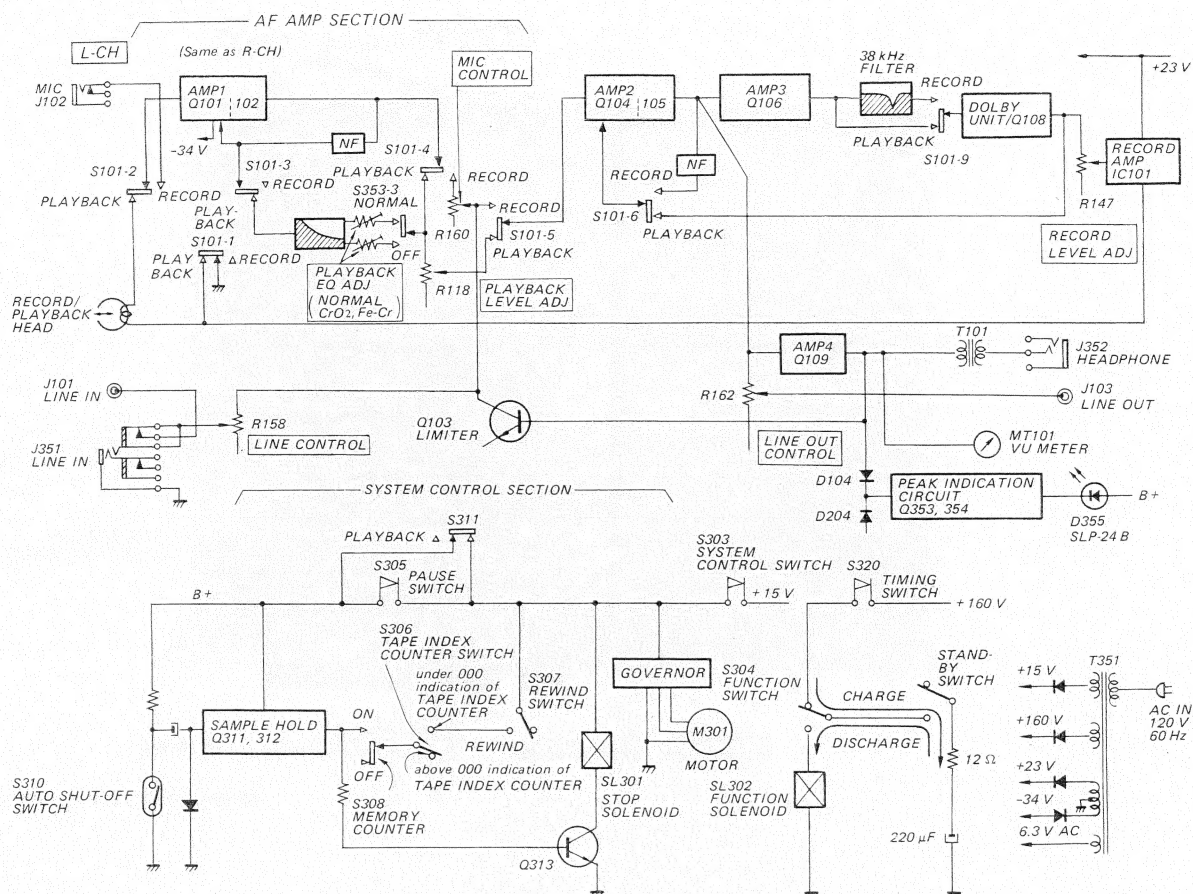 AF AMP SECTION
L-CH
(Same as R-CH)
MIC
J102
AMP1
Q101 102
-34 V
NF
S101-2
S101-3
S101-4
PLAYBACK
RECORD
RECORD
PLAYBACK
PLAY-
BACK
S101-1
PLAY
BACK
RECORD
S353-3
NORMAL
OFF
PLAYBACK
EQ ADJ
(NORMAL
CrO2, Fe-Cr)
R118
PLAYBACK
LEVEL ADJ
MIC
CONTROL
RECORD
R160
RECORD
S101-5
PLAYBACK
AMP2
Q104 105
NF
RECORD
S101-6
PLAYBACK
AMP3
Q106
38 kHz
FILTER
RECORD
PLAYBACK
S101-9
DOLBY
UNIT/Q108
+23 V
RECORD
AMP
IC101
R147
RECORD
LEVEL ADJ
RECORD/
PLAYBACK
HEAD
J101
LINE IN
J351
LINE IN
R158
LINE CONTROL
Q103
LIMITER
AMP4
Q109
R162
LINE OUT
CONTROL
T101
J352
HEADPHONE
J103
LINE OUT
MT101
VU METER
D104
D204
PEAK INDICATION
CIRCUIT
Q353, 354
D355
SLP-24 B
B+
SYSTEM CONTROL SECTION
S311
PLAYBACK
S305
PAUSE
SWITCH
B+
S303
SYSTEM
CONTROL SWITCH
+15 V
S320
TIMING
SWITCH
+160 V
S306
TAPE INDEX
COUNTER SWITCH
under 000
indication of
TAPE INDEX
COUNTER
S307
REWIND
SWITCH
REWIND
above 000 indication of
TAPE INDEX COUNTER
SAMPLE HOLD
Q311, 312
ON
OFF
S308
MEMORY
COUNTER
S310
AUTO SHUT-OFF
SWITCH
Q313
SL301
STOP
SOLENOID
GOVERNOR
M301
MOTOR
S304
FUNCTION
SWITCH
SL302
FUNCTION
SOLENOID
CHARGE
DISCHARGE
STAND-
BY SWITCH
12 Ω
220 μF
T351
+15 V
+160 V
+23 V
-34 V
6.3 V AC
AC IN
120 V
60 Hz